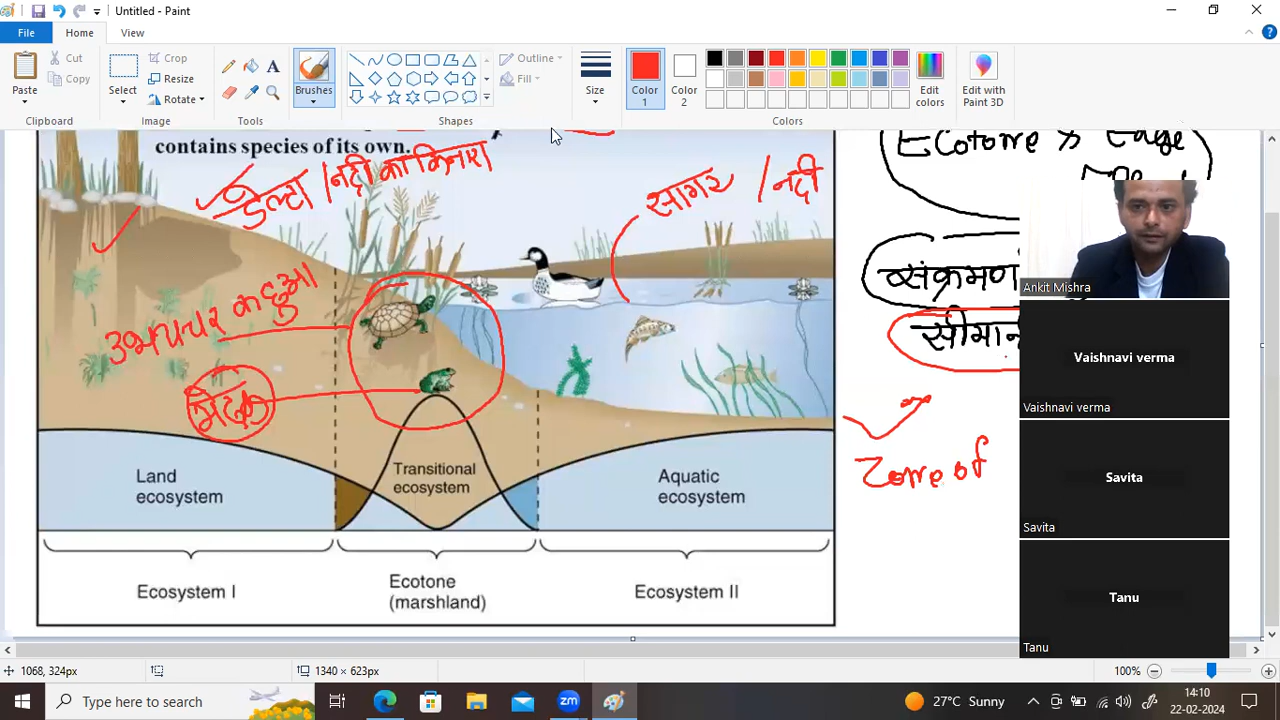 Untitled - Paint
File
Home
View
Paste
Cut
Copy
Clipboard
Select
Crop
Resize
Rotate
Image
Tools
Brushes
Shapes
Outline
Fill
Size
Color 1
Color 2
Edit colors
Edit with Paint 3D
Colors
contains species of its own.
डेल्टा / नदी का किनारा
सागर / नदी
उभयचर कछुआ
मेंढक
Ecotone > Edge
संक्रमण
Zone of
Land ecosystem
Transitional ecosystem
Aquatic ecosystem
Ecosystem I
Ecotone (marshland)
Ecosystem II
Ankit Mishra
Vaishnavi verma
Vaishnavi verma
Savita
Savita
Tanu
Tanu
1068, 324px
1340 × 623px
100%
Type here to search
27°C Sunny
14:10
22-02-2024